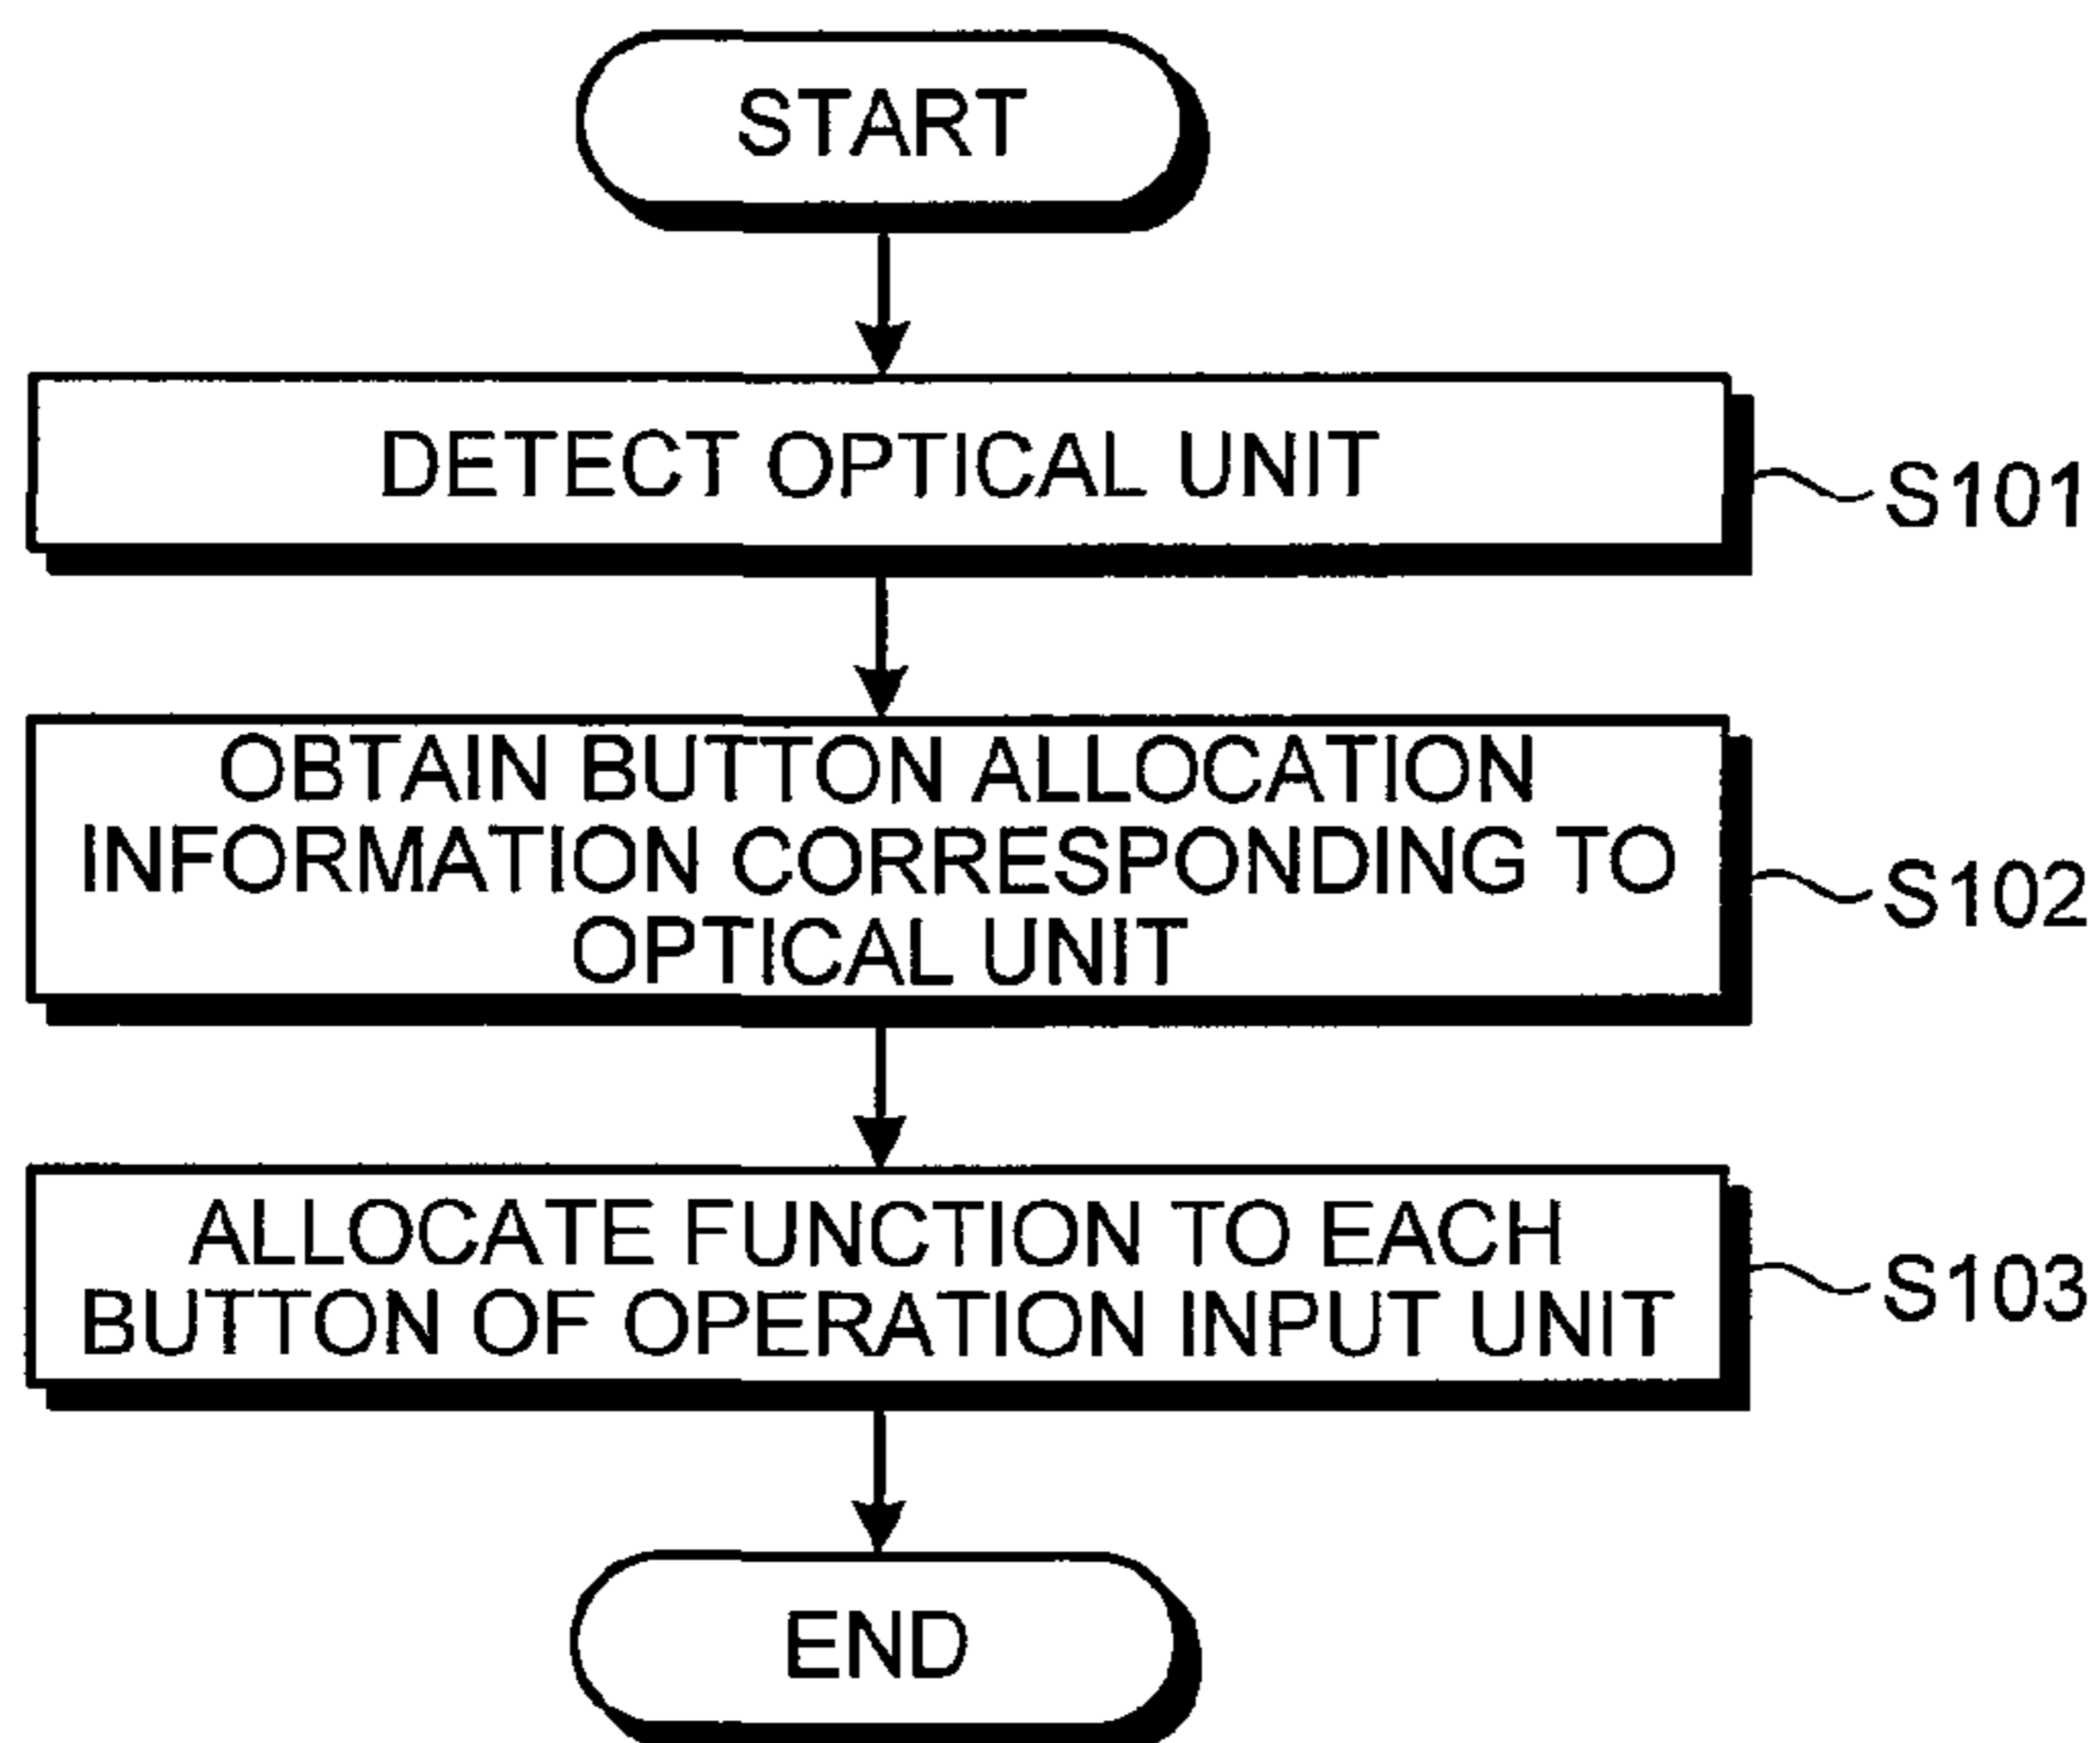 START
DETECT OPTICAL UNIT
S101
OBTAIN BUTTON ALLOCATION
INFORMATION CORRESPONDING TO
OPTICAL UNIT
S102
ALLOCATE FUNCTION TO EACH
BUTTON OF OPERATION INPUT UNIT
S103
END